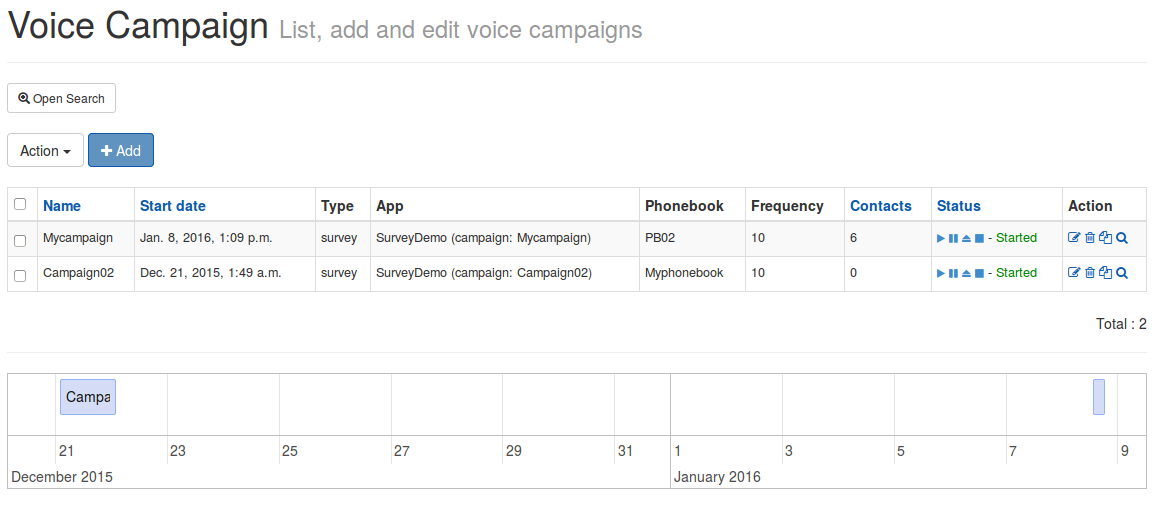 Voice Campaign List, add and edit voice campaigns
Open Search
Action Add
Name Start date Type App Phonebook Frequency Contacts Status Action
Mycampaign Jan. 8, 2016, 1:09 p.m. survey SurveyDemo (campaign: Mycampaign) PB02 10 6 - Started
Campaign02 Dec. 21, 2015, 1:49 a.m. survey SurveyDemo (campaign: Campaign02) Myphonebook 10 0 - Started
Total : 2
Campa
21 23 25 27 29 31 1 3 5 7 9
December 2015 January 2016